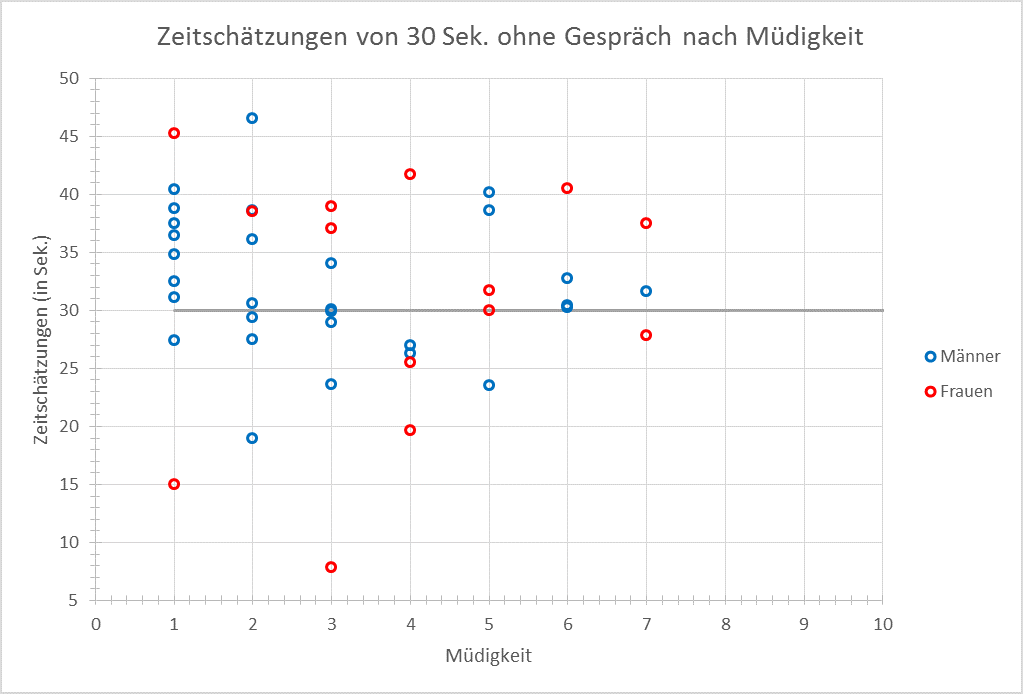 Zeitschätzungen von 30 Sek. ohne Gespräch nach Müdigkeit
50
45
40
35
30
25
20
15
10
5
Zeitschätzungen (in Sek.)
0 1 2 3 4 5 6 7 8 9 10
Müdigkeit
Männer
Frauen